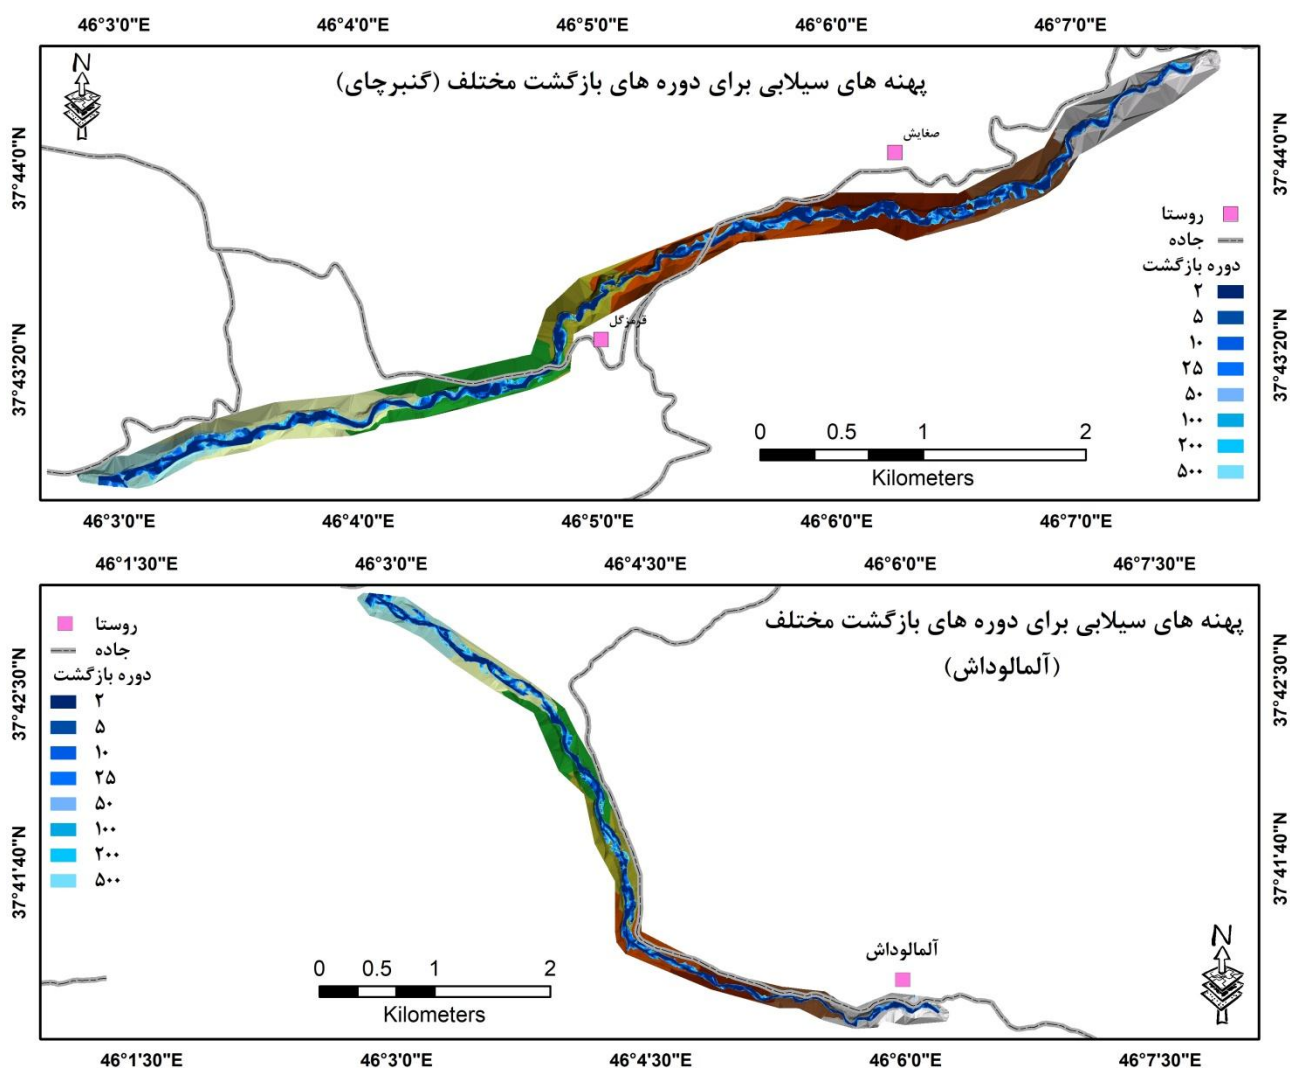 46°3'0"E 46°4'0"E 46°5'0"E 46°6'0"E 46°7'0"E
N
پهنه های سیلابی برای دوره های بازگشت مختلف (گنبرچای)
37°44'0"N
37°44'0"N
صغایش
روستا
جاده
دوره بازگشت
۲
۵
۱۰
۲۵
۵۰
۱۰۰
۲۰۰
۵۰۰
قرمزگل
37°43'20"N
37°43'20"N
0 0.5 1 2
Kilometers
46°3'0"E 46°4'0"E 46°5'0"E 46°6'0"E 46°7'0"E
46°1'30"E 46°3'0"E 46°4'30"E 46°6'0"E 46°7'30"E
پهنه های سیلابی برای دوره های بازگشت مختلف
(آلمالوداش)
روستا
جاده
دوره بازگشت
۲
۵
۱۰
۲۵
۵۰
۱۰۰
۲۰۰
۵۰۰
37°42'30"N
37°42'30"N
37°41'40"N
37°41'40"N
آلمالوداش
N
0 0.5 1 2
Kilometers
46°1'30"E 46°3'0"E 46°4'30"E 46°6'0"E 46°7'30"E